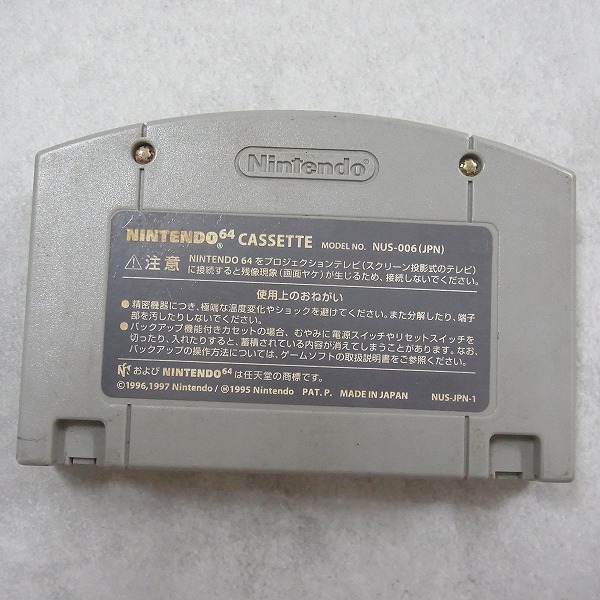 Nintendo®
NINTENDO®64 CASSETTE MODEL NO. NUS-006(JPN)
⚠注意 NINTENDO 64 をプロジェクションテレビ(スクリーン投影式のテレビ)
に接続すると残像現象(画面ヤケ)が生じるため、接続しないでください。
使用上のおねがい
●精密機器につき、極端な温度変化やショックを避けてください。また分解したり、端子
部を汚したりしないでください。
●バックアップ機能付きカセットの場合、むやみに電源スイッチやリセットスイッチを
切ったり、入れたりすると、蓄積されている内容が消えてしまうことがあります。なお、
バックアップの操作方法については、ゲームソフトの取扱説明書をご参照ください。
および NINTENDO64 は任天堂の商標です。
©1996,1997 Nintendo/Ⓜ1995 Nintendo PAT. P. MADE IN JAPAN NUS-JPN-1